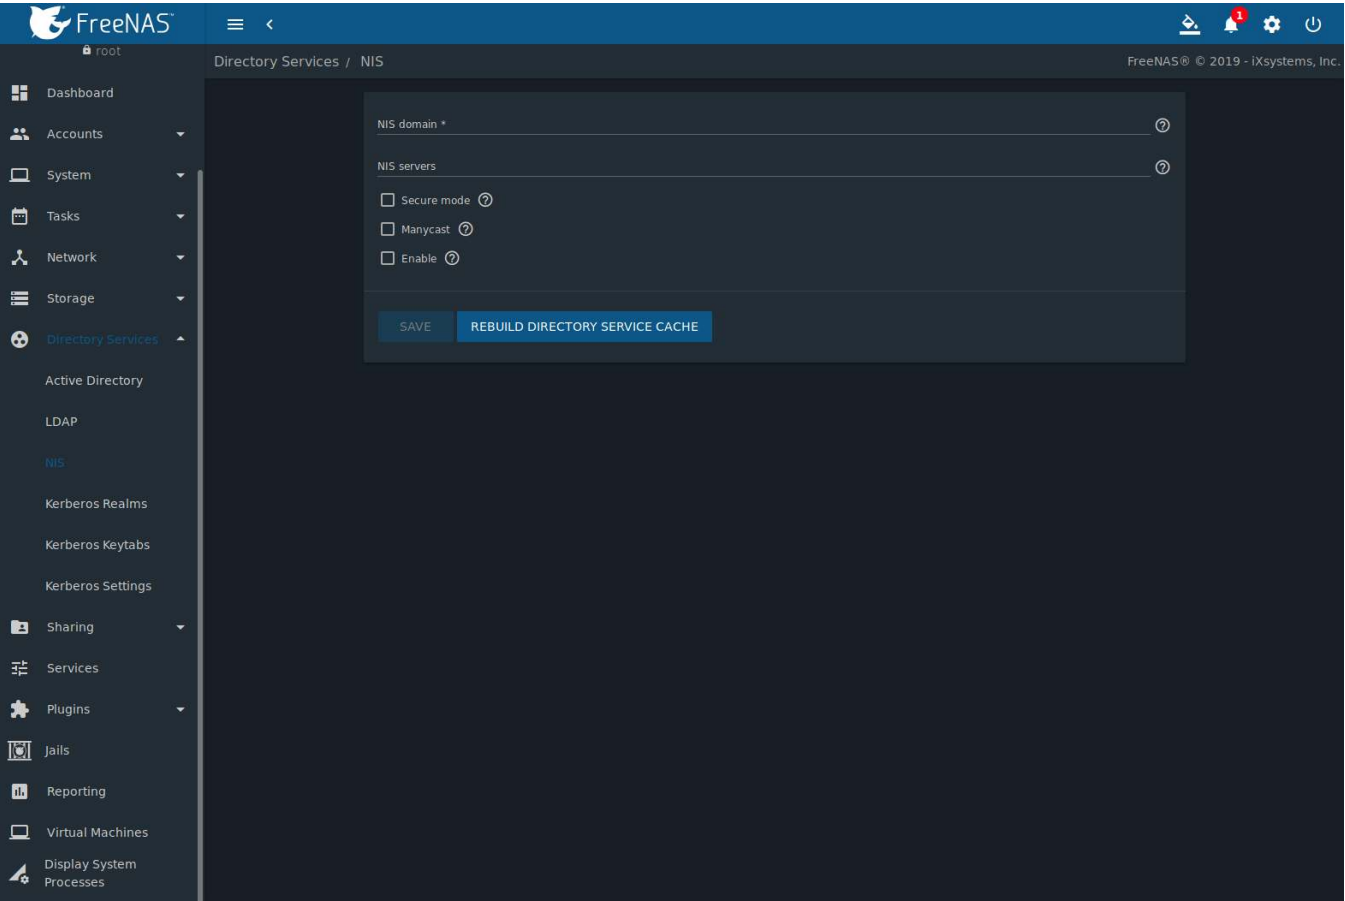 FreeNAS™
root
Directory Services / NIS
FreeNAS® © 2019 - iXsystems, Inc.
1
Dashboard
Accounts
System
Tasks
Network
Storage
Directory Services
Active Directory
LDAP
NIS
Kerberos Realms
Kerberos Keytabs
Kerberos Settings
Sharing
Services
Plugins
Jails
Reporting
Virtual Machines
Display System
Processes
NIS domain *
NIS servers
Secure mode
Manycast
Enable
SAVE
REBUILD DIRECTORY SERVICE CACHE